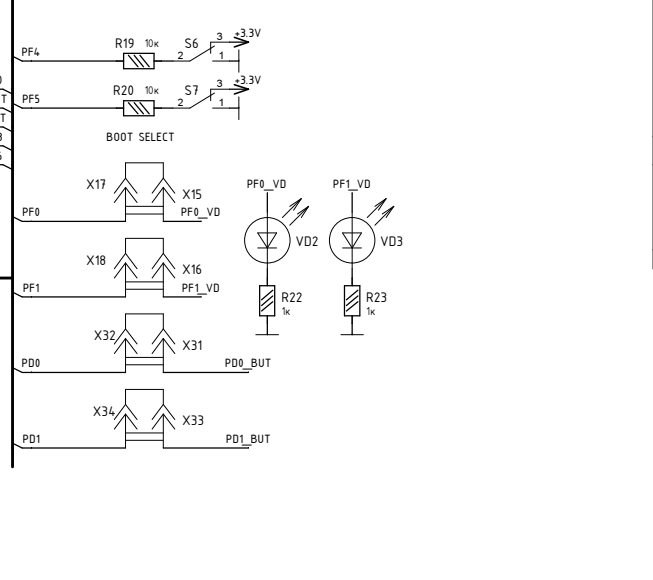 PF4 R19 10к S6 2 3 1 +3.3V
PF5 R20 10к S7 2 3 1 +3.3V
BOOT SELECT
X17 X15
PF0 PF0_VD
X18 X16
PF1 PF1_VD
X32 X31
PD0 PD0_BUT
X34 X33
PD1 PD1_BUT
PF0_VD PF1_VD
VD2 VD3
R22 R23
1к 1к